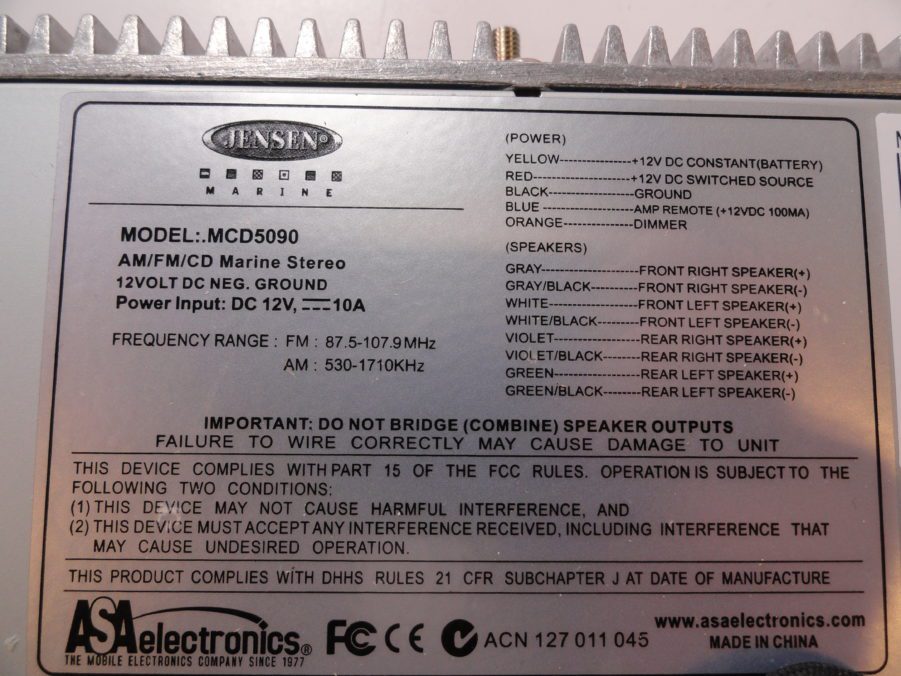 JENSEN®
MARINE
MODEL:.MCD5090
AM/FM/CD Marine Stereo
12VOLT DC NEG. GROUND
Power Input: DC 12V, ⎓10A
FREQUENCY RANGE : FM : 87.5-107.9MHz
AM : 530-1710KHz
(POWER)
YELLOW---------------+12V DC CONSTANT(BATTERY)
RED--------------------+12V DC SWITCHED SOURCE
BLACK-----------------GROUND
BLUE ------------------AMP REMOTE (+12VDC 100MA)
ORANGE--------------DIMMER
(SPEAKERS)
GRAY-------------------FRONT RIGHT SPEAKER(+)
GRAY/BLACK---------FRONT RIGHT SPEAKER(-)
WHITE-----------------FRONT LEFT SPEAKER(+)
WHITE/BLACK--------FRONT LEFT SPEAKER(-)
VIOLET-----------------REAR RIGHT SPEAKER(+)
VIOLET/BLACK-------REAR RIGHT SPEAKER(-)
GREEN-----------------REAR LEFT SPEAKER(+)
GREEN/BLACK-------REAR LEFT SPEAKER(-)
IMPORTANT: DO NOT BRIDGE (COMBINE) SPEAKER OUTPUTS
FAILURE TO WIRE CORRECTLY MAY CAUSE DAMAGE TO UNIT
THIS DEVICE COMPLIES WITH PART 15 OF THE FCC RULES. OPERATION IS SUBJECT TO THE
FOLLOWING TWO CONDITIONS:
(1) THIS DEVICE MAY NOT CAUSE HARMFUL INTERFERENCE, AND
(2) THIS DEVICE MUST ACCEPT ANY INTERFERENCE RECEIVED, INCLUDING INTERFERENCE THAT
MAY CAUSE UNDESIRED OPERATION.
THIS PRODUCT COMPLIES WITH DHHS RULES 21 CFR SUBCHAPTER J AT DATE OF MANUFACTURE
ASAelectronics®
THE MOBILE ELECTRONICS COMPANY SINCE 1977
FC CE ACN 127 011 045
www.asaelectronics.com
MADE IN CHINA